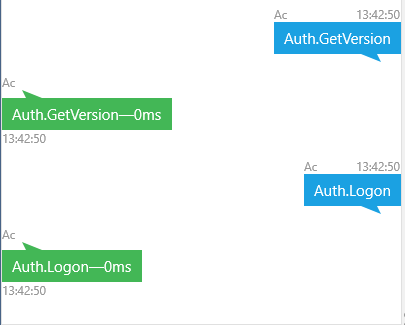 Ac 13:42:50
Auth.GetVersion
Ac
Auth.GetVersion—0ms
13:42:50
Ac 13:42:50
Auth.Logon
Ac
Auth.Logon—0ms
13:42:50